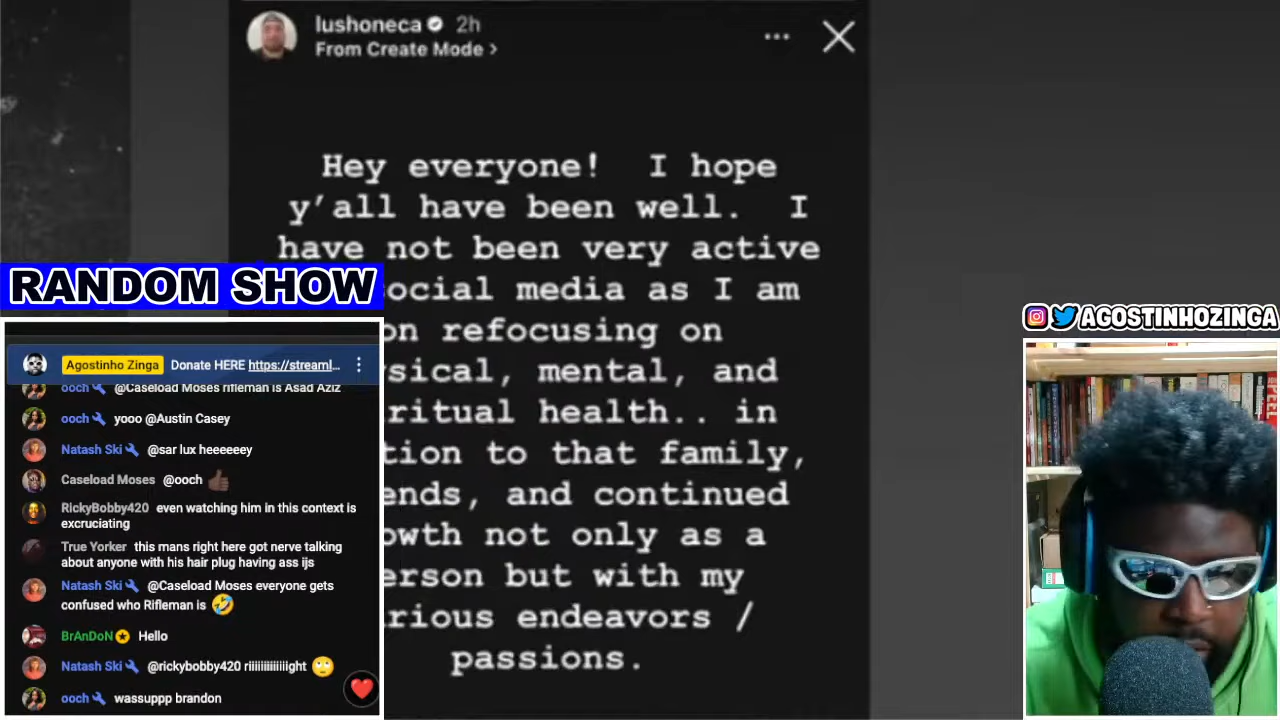 lushoneca 2h
From Create Mode >
Hey everyone! I hope
y’all have been well. I
have not been very active
ocial media as I am
on refocusing on
sical, mental, and
ritual health.. in
tion to that family,
ends, and continued
owth not only as a
erson but with my
rious endeavors /
passions.
RANDOM SHOW
Agostinho Zinga Donate HERE https://streaml...
ooch @Caseload Moses rifleman is Asad Aziz
ooch yooo @Austin Casey
Natash Ski @sar lux heeeeey
Caseload Moses @ooch
RickyBobby420 even watching him in this context is
excruciating
True Yorker this mans right here got nerve talking
about anyone with his hair plug having ass ijs
Natash Ski @Caseload Moses everyone gets
confused who Rifleman is
BrAnDoN Hello
Natash Ski @rickybobby420 riiiiiiiiiiiiight
ooch wassuppp brandon
AGOSTINHOZINGA